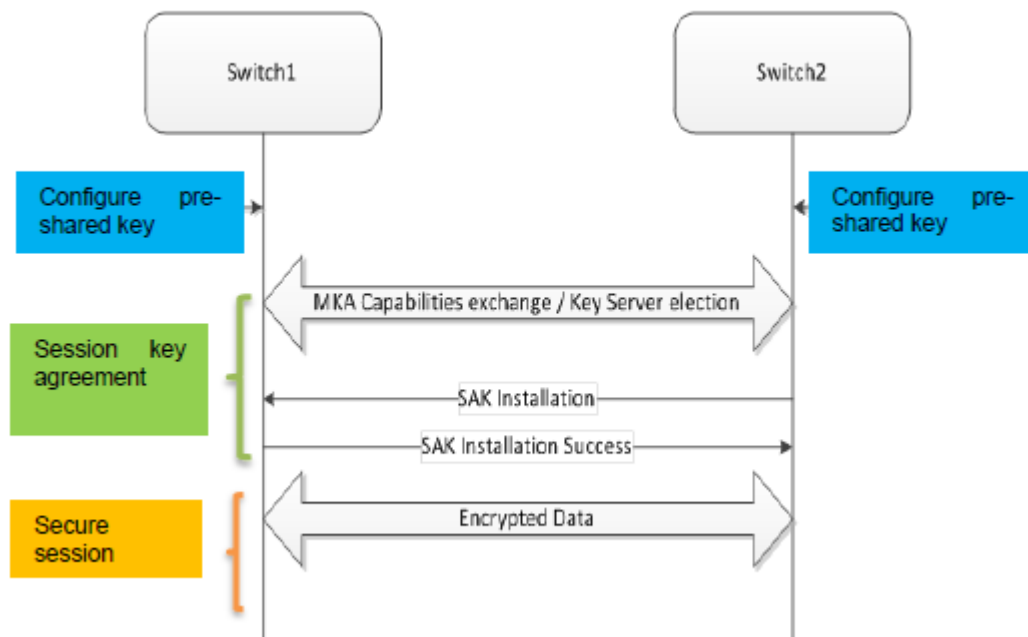 Switch1
Switch2
Configure pre-
shared key
Configure pre-
shared key
MKA Capabilities exchange / Key Server election
Session key
agreement
SAK Installation
SAK Installation Success
Secure
session
Encrypted Data